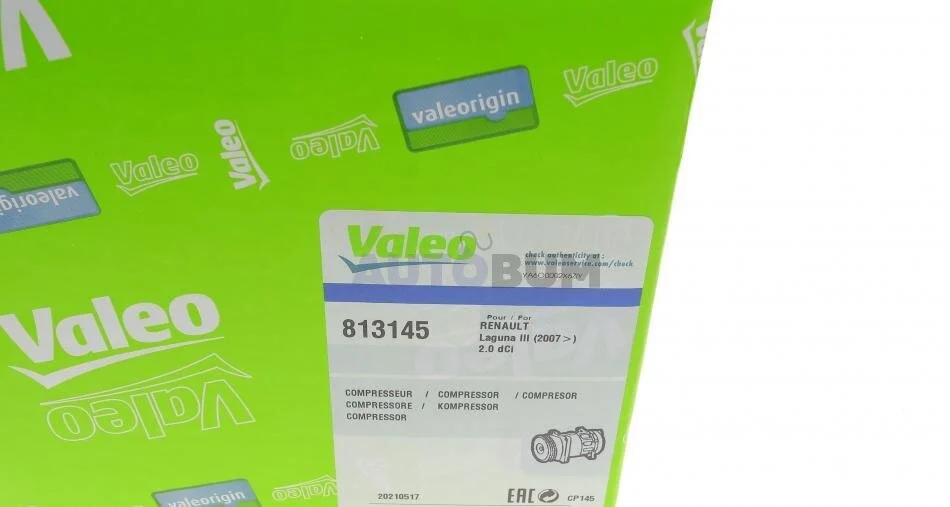 Valeo
valeorigin
Valeo
Valeo
Valeo
valeorigin
Valeo
Valeo
valeorigin
Valeo
Valeo
check authenticity at :
www.valeoservice.com/check
AUTOBUM
813145
Pour / For
RENAULT
Laguna III (2007 >)
2.0 dCi
COMPRESSEUR / COMPRESSOR / COMPRESOR
COMPRESSORE / KOMPRESSOR
COMPRESSOR
20210517
EAC
CP145